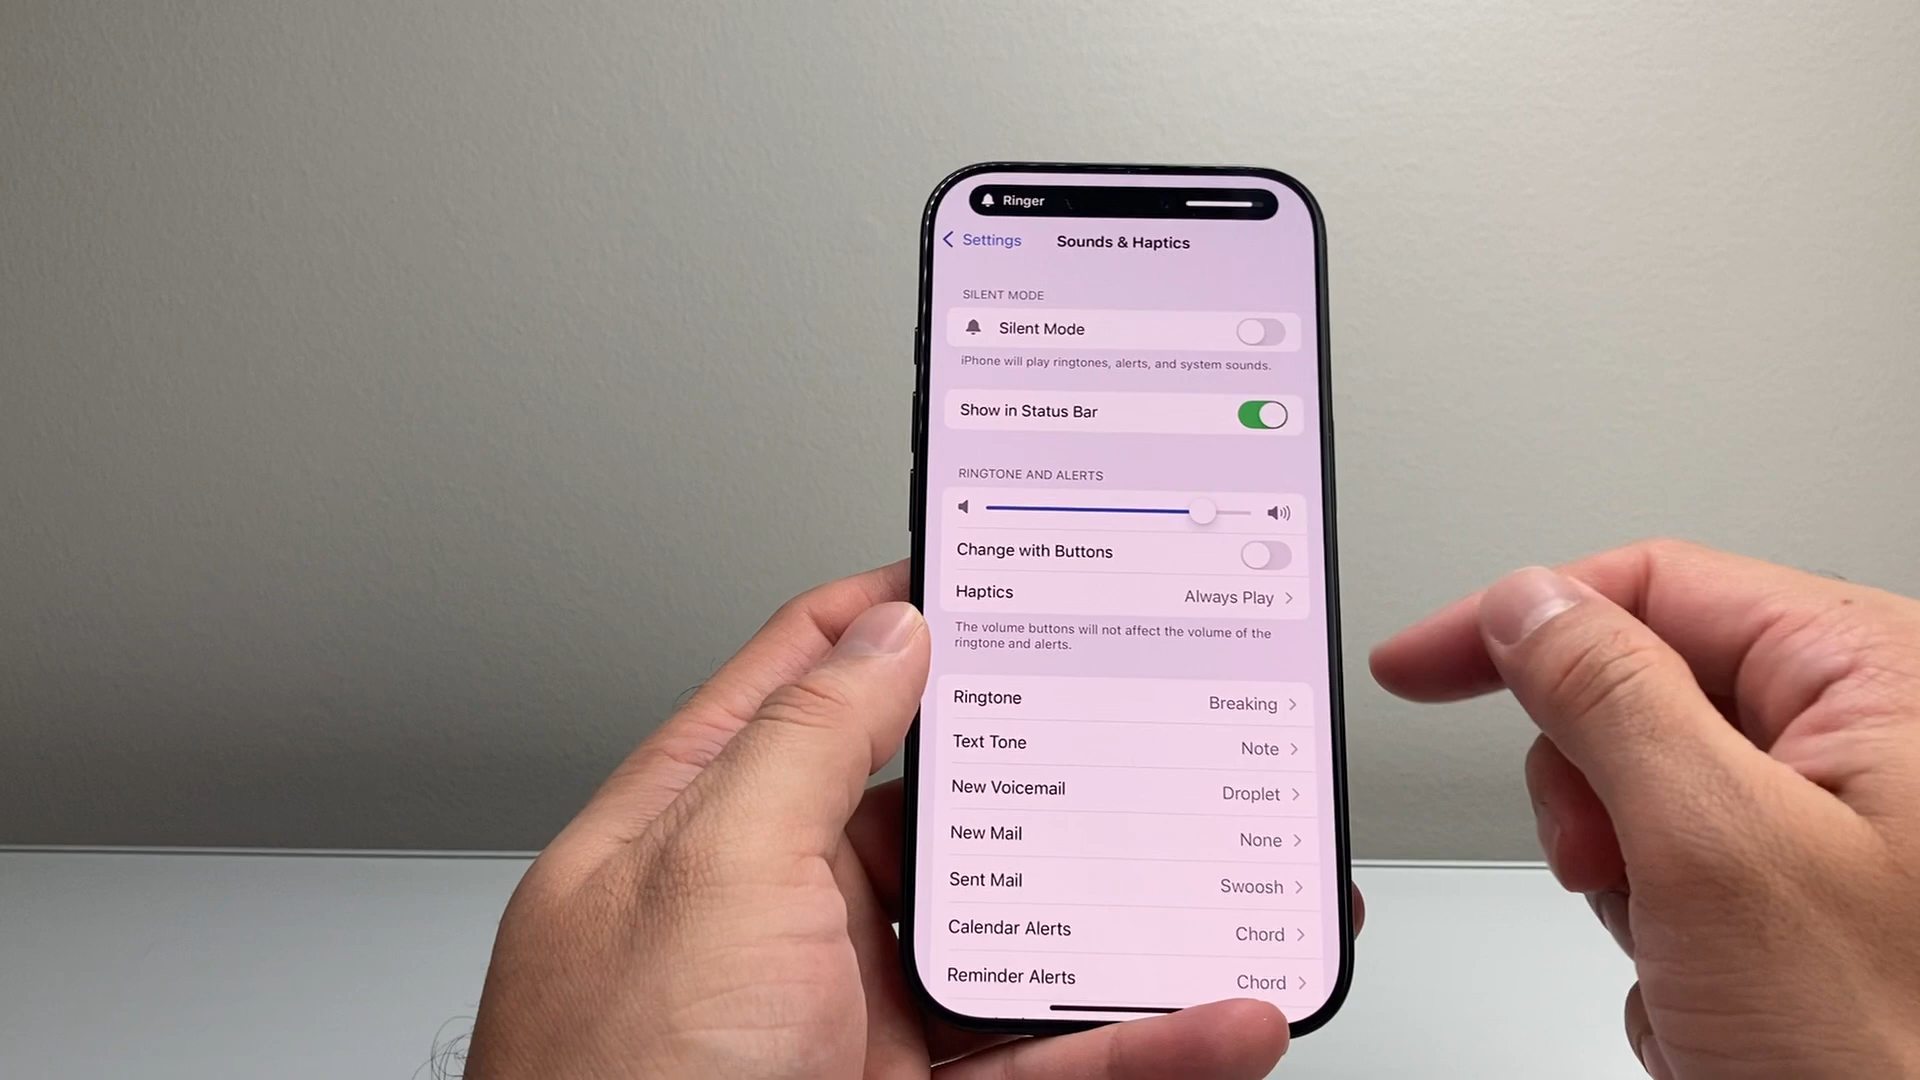 Ringer
Settings Sounds & Haptics
SILENT MODE
Silent Mode
iPhone will play ringtones, alerts, and system sounds.
Show in Status Bar
RINGTONE AND ALERTS
Change with Buttons
Haptics Always Play
The volume buttons will not affect the volume of the
ringtone and alerts.
Ringtone Breaking
Text Tone Note
New Voicemail Droplet
New Mail None
Sent Mail Swoosh
Calendar Alerts Chord
Reminder Alerts Chord